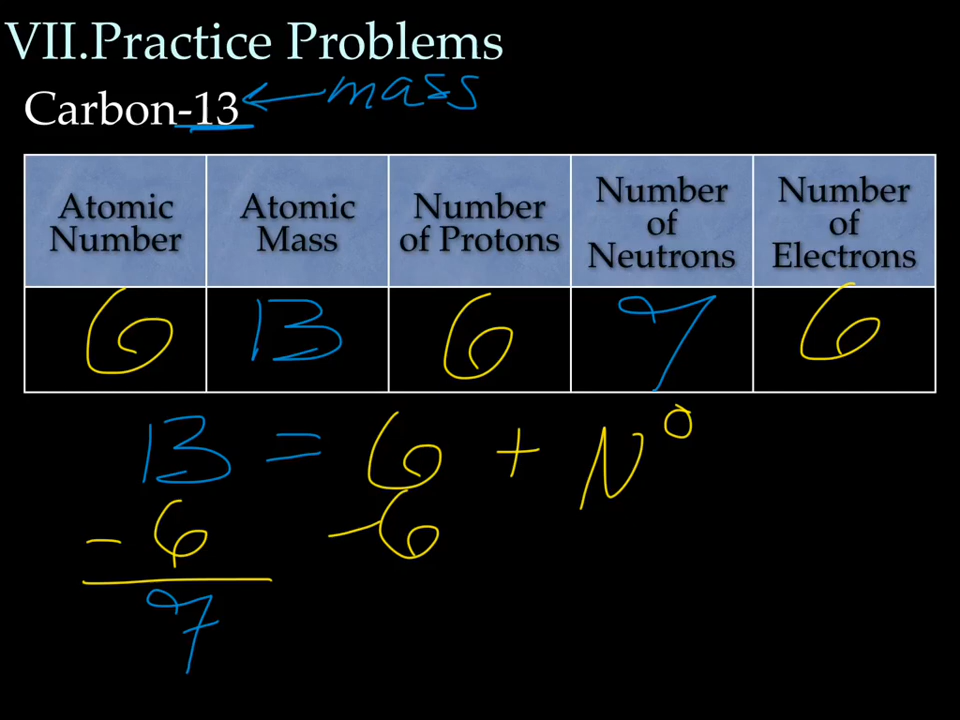 VII.Practice Problems
Carbon-13 ← mass
Atomic Number
Atomic Mass
Number of Protons
Number of Neutrons
Number of Electrons
6 13 6 7 6
13 = 6 + N⁰
- 6 -6
7